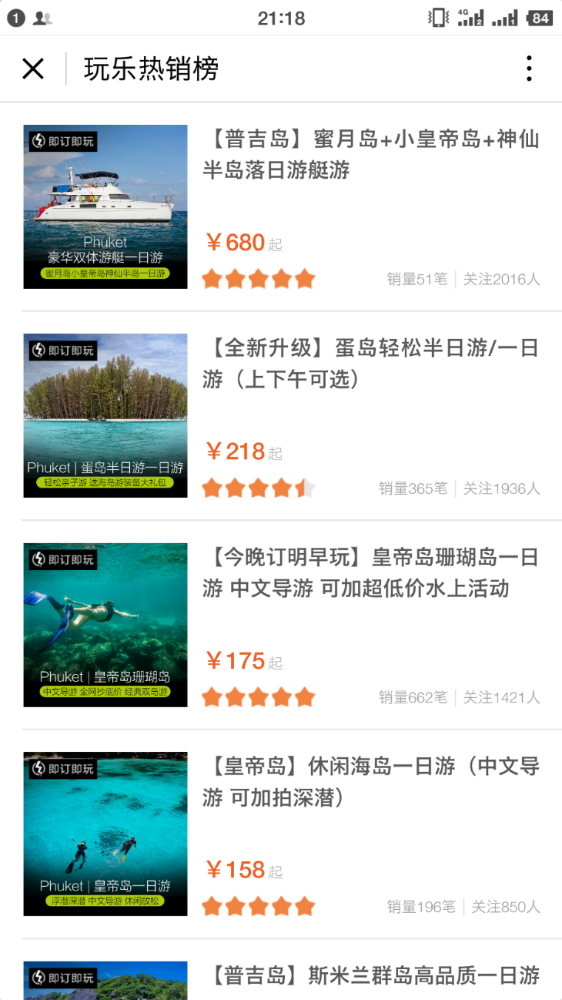 1
21:18
4G
2
84
玩乐热销榜
即订即玩
Phuket
豪华双体游艇一日游
蜜月岛小皇帝岛神仙半岛一日游
【普吉岛】蜜月岛+小皇帝岛+神仙
半岛落日游艇游
￥680起
销量51笔 | 关注2016人
即订即玩
Phuket | 蛋岛半日游一日游
轻松亲子游 送海岛游装备大礼包
【全新升级】蛋岛轻松半日游/一日
游（上下午可选）
￥218起
销量365笔 | 关注1936人
即订即玩
Phuket | 皇帝岛珊瑚岛
中文导游 全网抄底价 经典双岛游
【今晚订明早玩】皇帝岛珊瑚岛一日
游 中文导游 可加超低价水上活动
￥175起
销量662笔 | 关注1421人
即订即玩
Phuket | 皇帝岛一日游
浮潜深潜 中文导游 休闲放松
【皇帝岛】休闲海岛一日游（中文导
游 可加拍深潜）
￥158起
销量196笔 | 关注850人
即订即玩
【普吉岛】斯米兰群岛高品质一日游